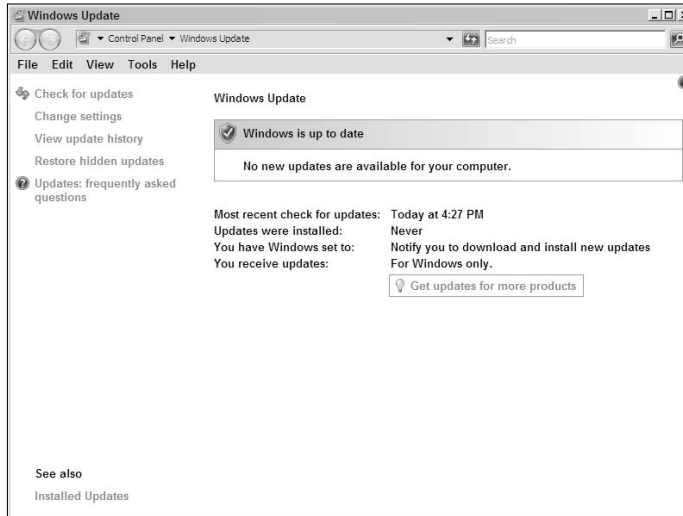 Windows Update
Control Panel Windows Update
Search
File Edit View Tools Help
Check for updates
Change settings
View update history
Restore hidden updates
Updates: frequently asked
questions
Windows Update
Windows is up to date
No new updates are available for your computer.
Most recent check for updates: Today at 4:27 PM
Updates were installed: Never
You have Windows set to: Notify you to download and install new updates
You receive updates: For Windows only.
Get updates for more products
See also
Installed Updates